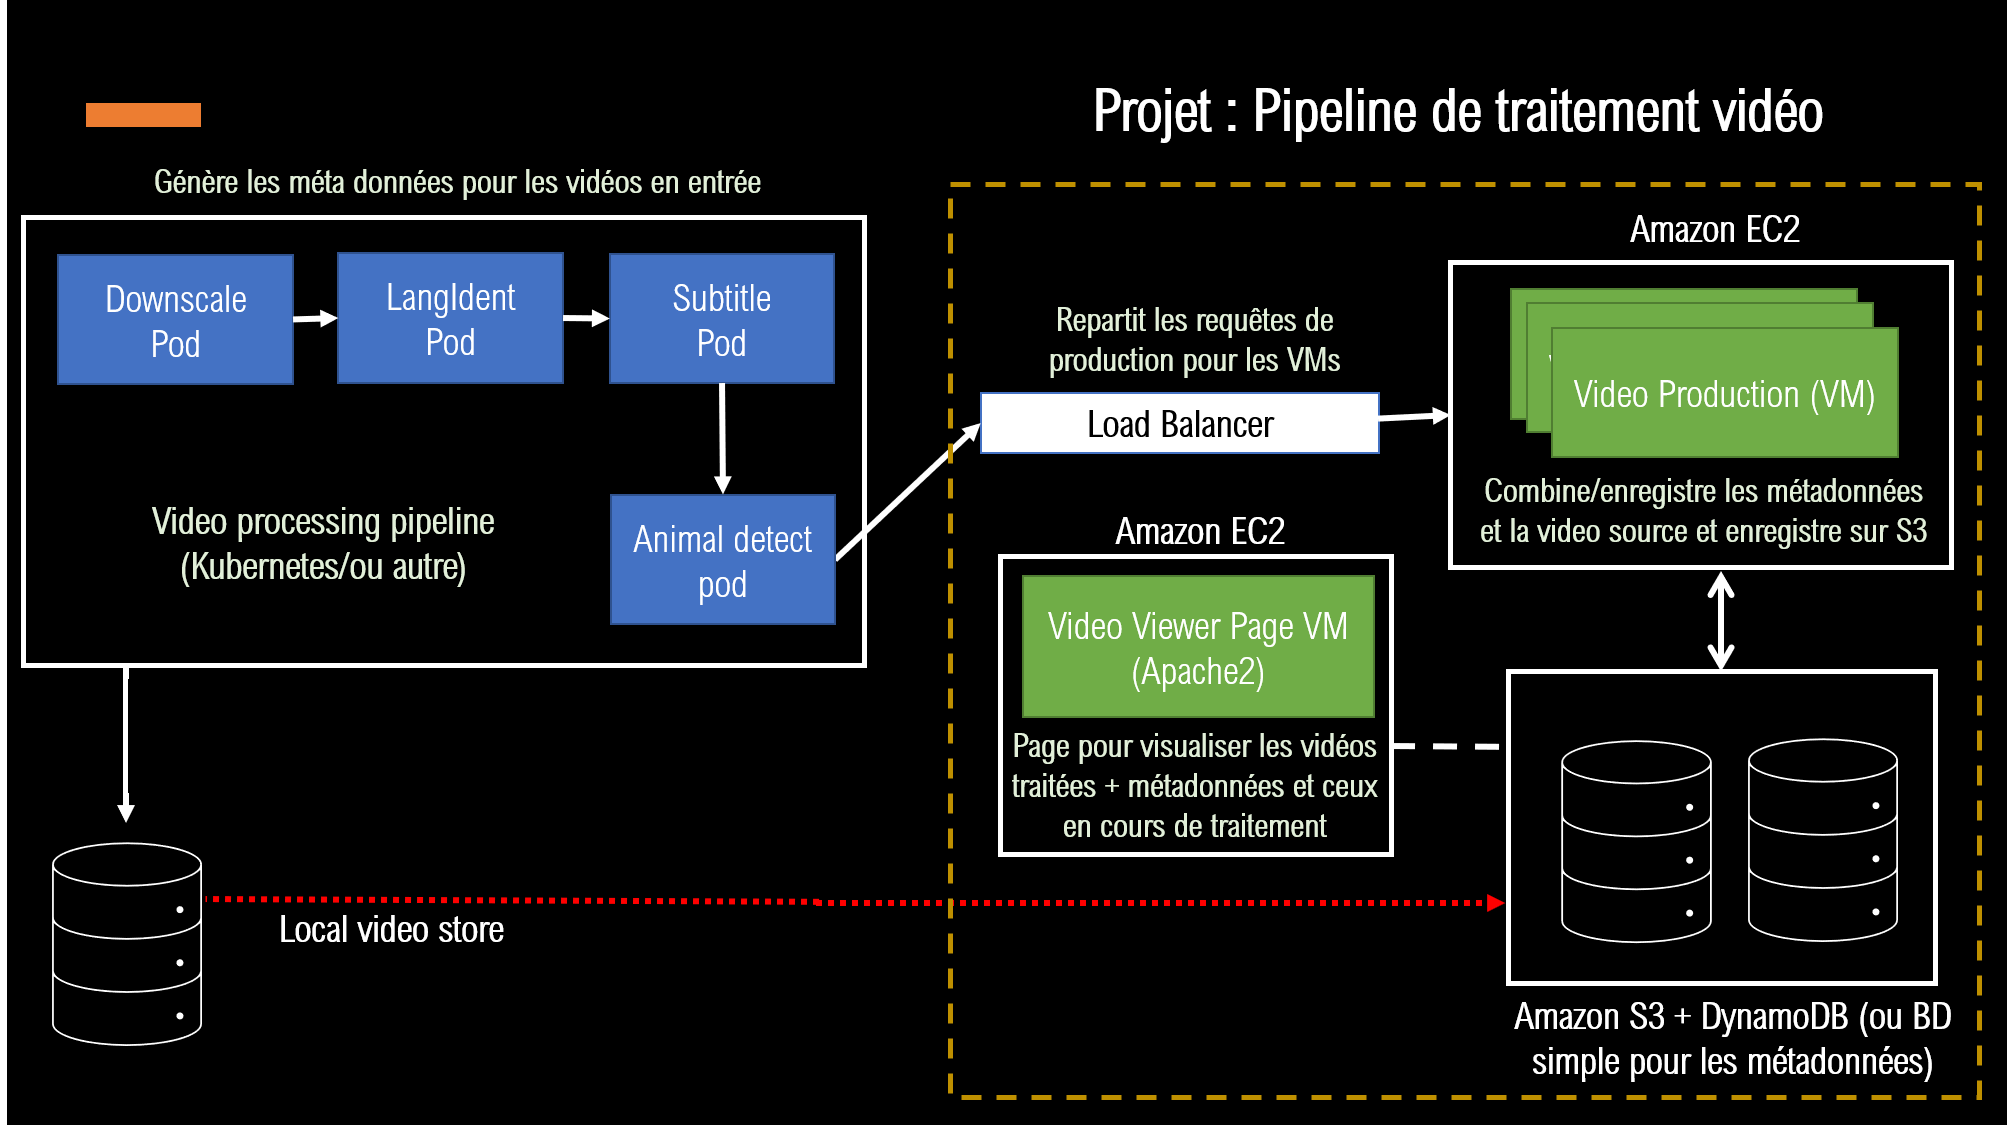 Projet : Pipeline de traitement vidéo
Génère les méta données pour les vidéos en entrée
Downscale
Pod
LangIdent
Pod
Subtitle
Pod
Animal detect
pod
Video processing pipeline
(Kubernetes/ou autre)
Local video store
Repartit les requêtes de
production pour les VMs
Load Balancer
Amazon EC2
Video Production (VM)
Combine/enregistre les métadonnées
et la video source et enregistre sur S3
Amazon EC2
Video Viewer Page VM
(Apache2)
Page pour visualiser les vidéos
traitées + métadonnées et ceux
en cours de traitement
Amazon S3 + DynamoDB (ou BD
simple pour les métadonnées)